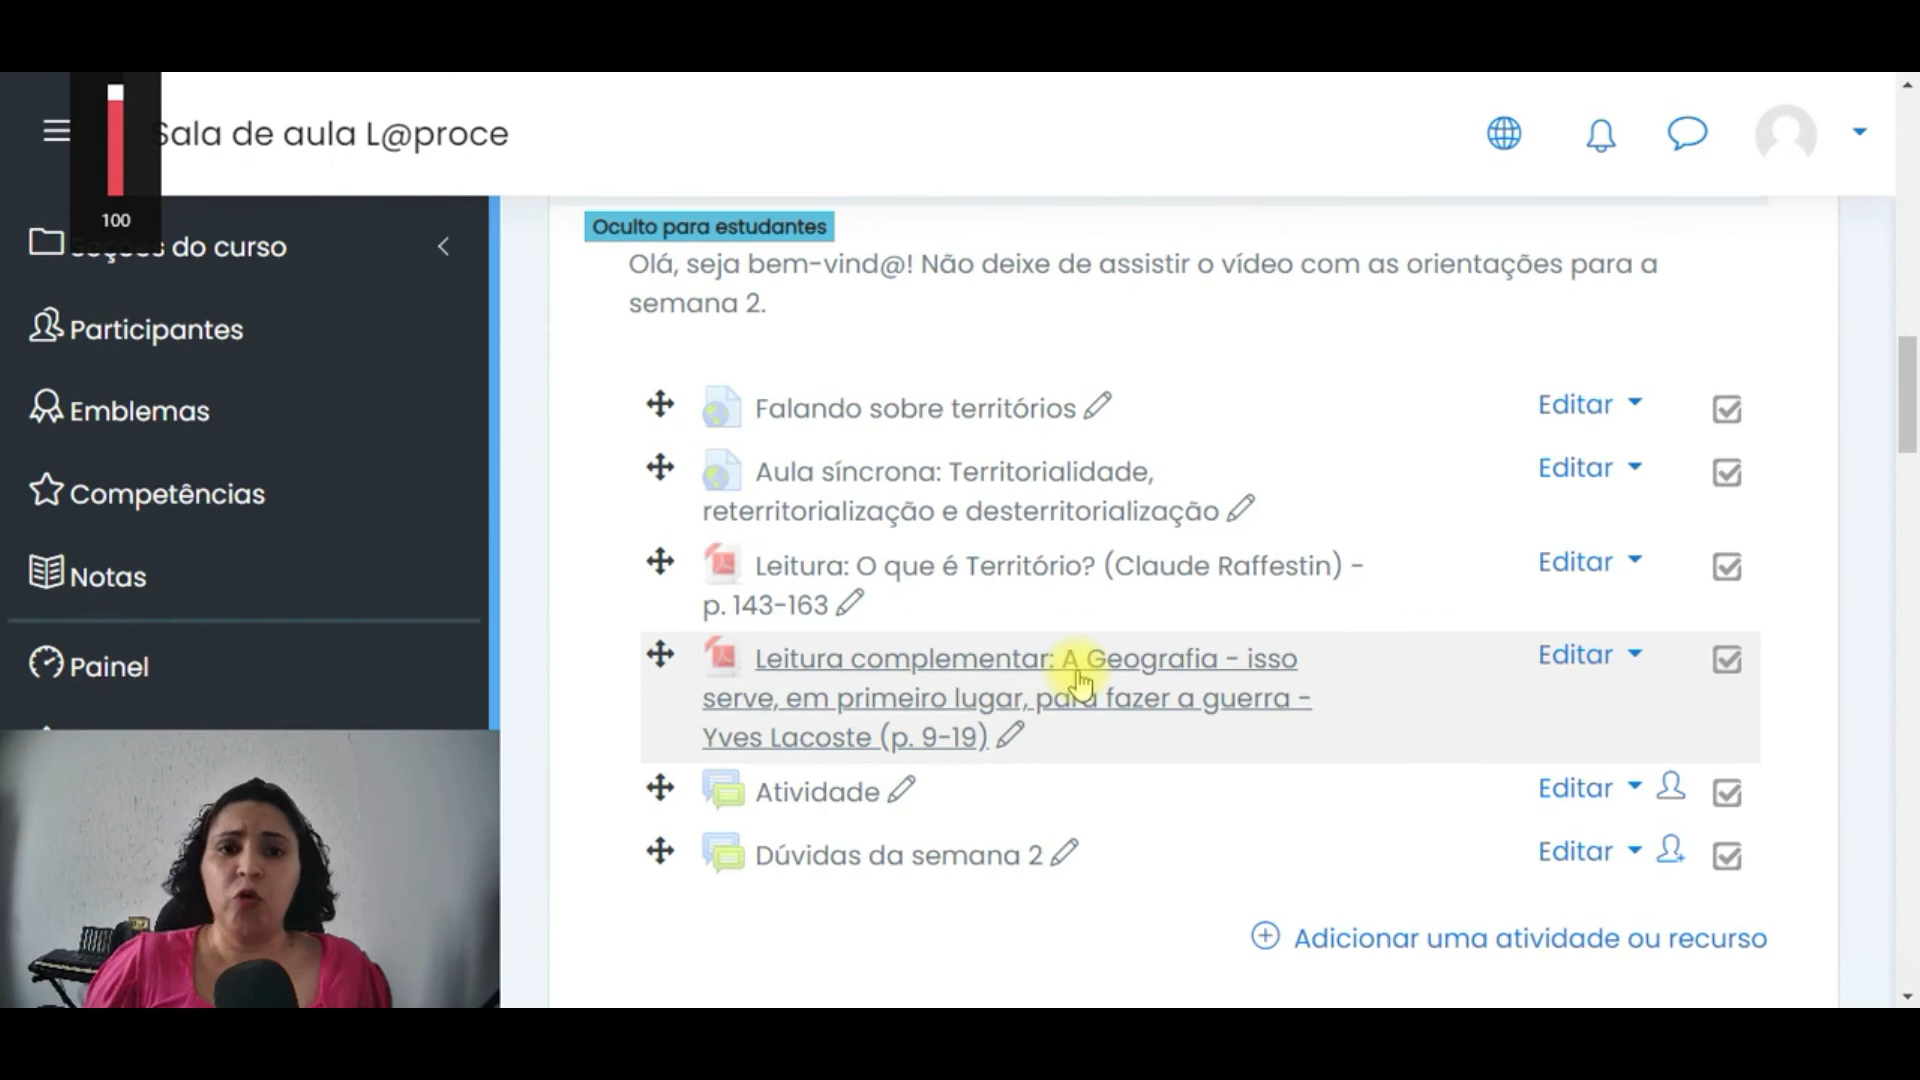 Sala de aula L@proce
100
Seções do curso
Participantes
Emblemas
Competências
Notas
Painel
Oculto para estudantes
Olá, seja bem-vind@! Não deixe de assistir o vídeo com as orientações para a
semana 2.
Falando sobre territórios
Editar
Aula síncrona: Territorialidade,
Editar
reterritorialização e desterritorialização
Leitura: O que é Território? (Claude Raffestin) -
Editar
p. 143-163
Leitura complementar: A Geografia - isso
Editar
serve, em primeiro lugar, para fazer a guerra -
Yves Lacoste (p. 9-19)
Atividade
Editar
Dúvidas da semana 2
Editar
Adicionar uma atividade ou recurso